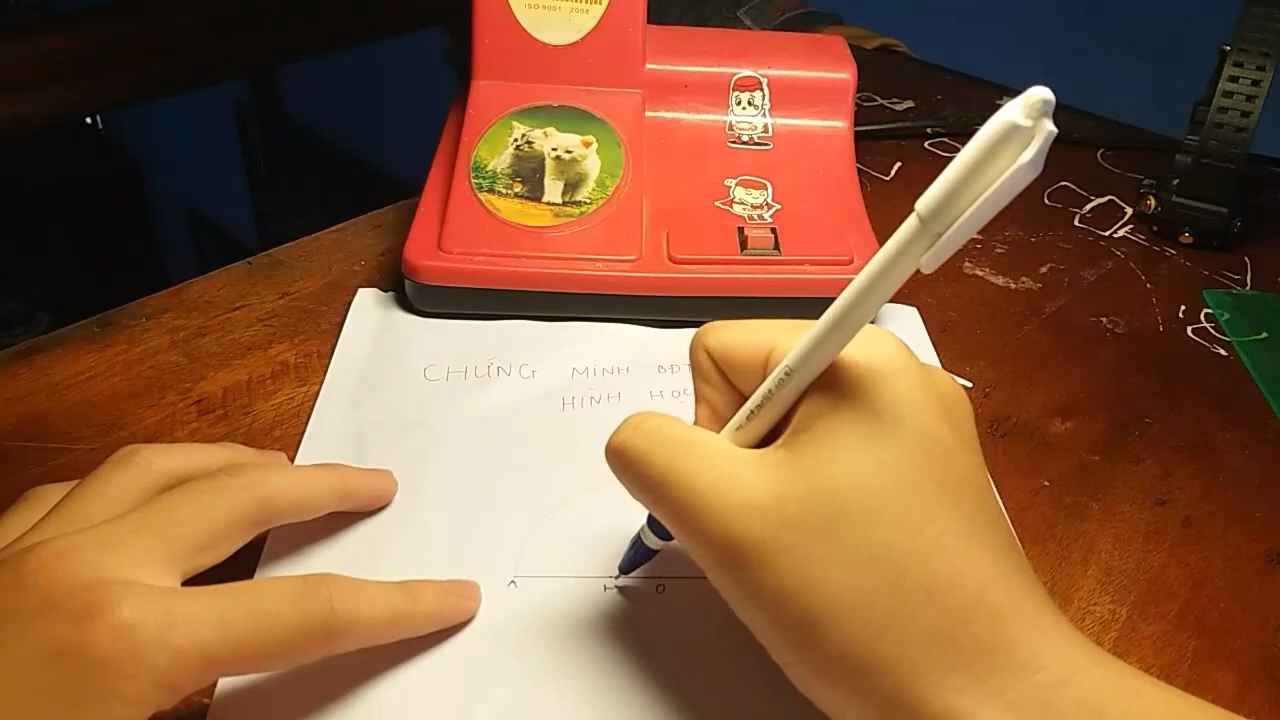 ISO 9001 - 2008
CHỨNG MINH BĐT
HÌNH HỌC
A H O